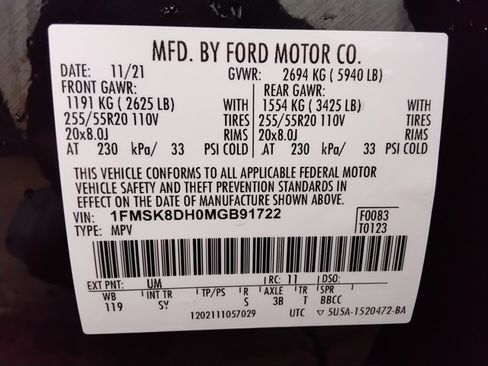 MFD. BY FORD MOTOR CO.
DATE: 11/21 GVWR: 2694 KG ( 5940 LB)
FRONT GAWR: REAR GAWR:
1191 KG ( 2625 LB) WITH 1554 KG ( 3425 LB) WITH
255/55R20 110V TIRES 255/55R20 110V TIRES
20x8.0J RIMS 20x8.0J RIMS
AT 230 kPa/ 33 PSI COLD AT 230 kPa/ 33 PSI COLD
THIS VEHICLE CONFORMS TO ALL APPLICABLE FEDERAL MOTOR
VEHICLE SAFETY AND THEFT PREVENTION STANDARDS IN
EFFECT ON THE DATE OF MANUFACTURE SHOWN ABOVE.
VIN: 1FMSK8DH0MGB91722 F0083
TYPE: MPV T0123
EXT PNT: UM RC: 11 DSO:
WB INT TR TP/PS R AXLE TR SPR
119 SY S 3B T BBCC
1202111057029 UTC ▽ 5U5A-1520472-BA